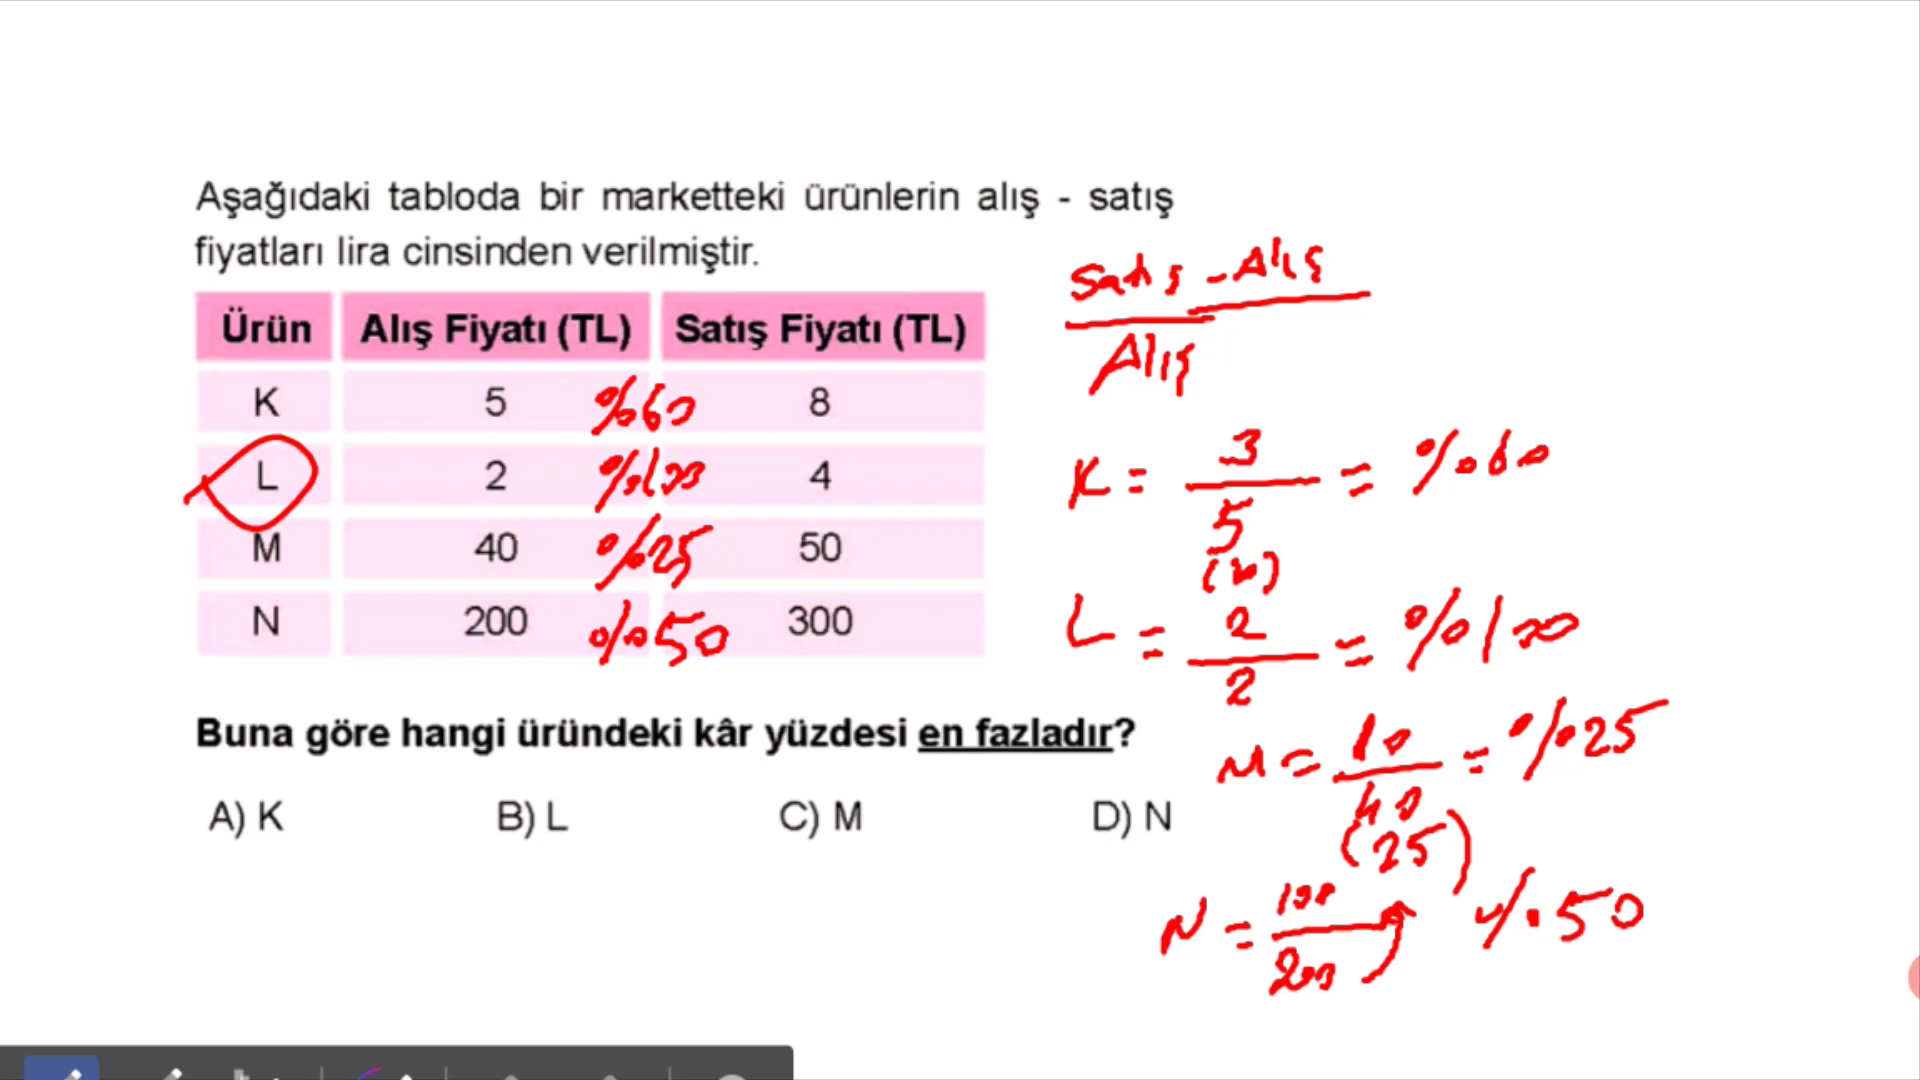 Aşağıdaki tabloda bir marketteki ürünlerin alış - satış
fiyatları lira cinsinden verilmiştir.
Ürün Alış Fiyatı (TL) Satış Fiyatı (TL)
K 5 %60 8
L 2 %100 4
M 40 %25 50
N 200 %50 300
Buna göre hangi üründeki kâr yüzdesi en fazladır?
A) K B) L C) M D) N
Satış - Alış
Alış
K = 3/5 = %60
(20)
L = 2/2 = %100
M = 10/40 = %25
(25)
N = 100/200 %50